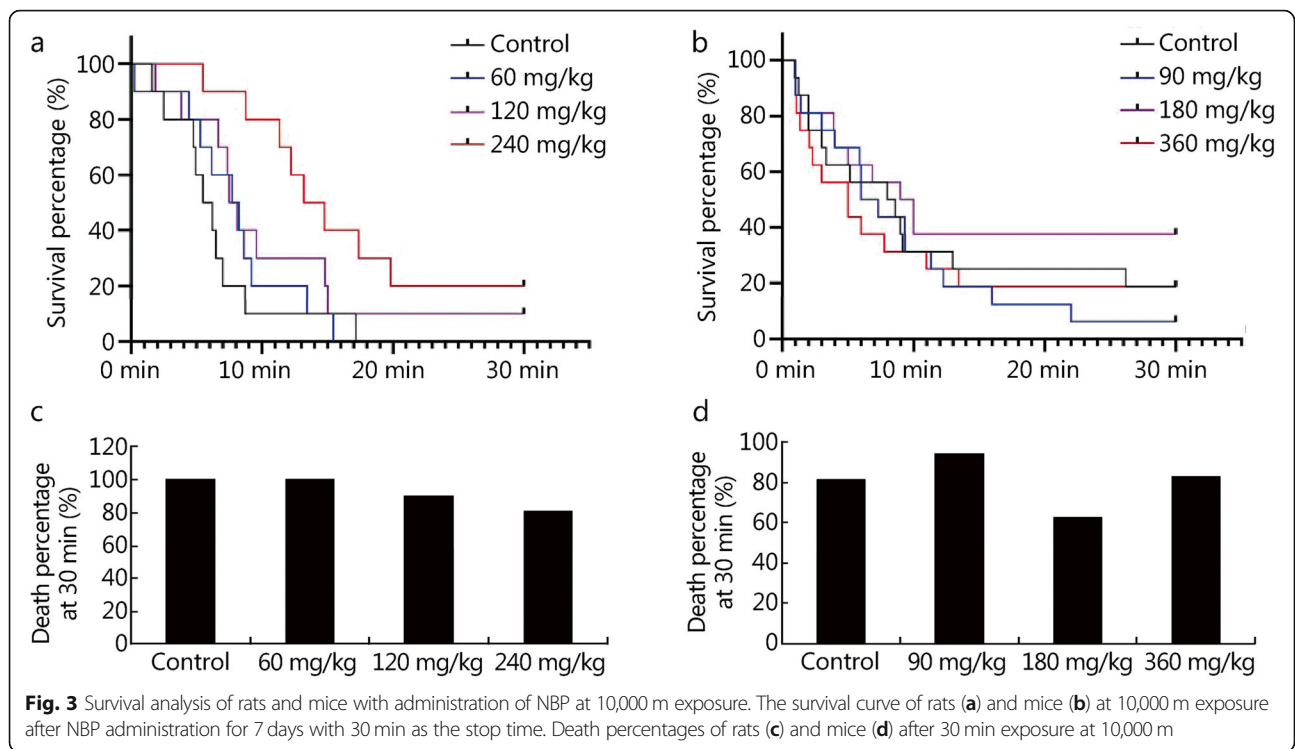 a
Control
60 mg/kg
120 mg/kg
240 mg/kg
Survival percentage (%)
100
80
60
40
20
0
0 min
10 min
20 min
30 min
b
Control
90 mg/kg
180 mg/kg
360 mg/kg
Survival percentage (%)
100
80
60
40
20
0
0 min
10 min
20 min
30 min
c
Death percentage
at 30 min (%)
120
100
80
60
40
20
0
Control
60 mg/kg
120 mg/kg
240 mg/kg
d
Death percentage
at 30 min (%)
100
80
60
40
20
0
Control
90 mg/kg
180 mg/kg
360 mg/kg
Fig. 3 Survival analysis of rats and mice with administration of NBP at 10,000 m exposure. The survival curve of rats (a) and mice (b) at 10,000 m exposure
after NBP administration for 7 days with 30 min as the stop time. Death percentages of rats (c) and mice (d) after 30 min exposure at 10,000 m